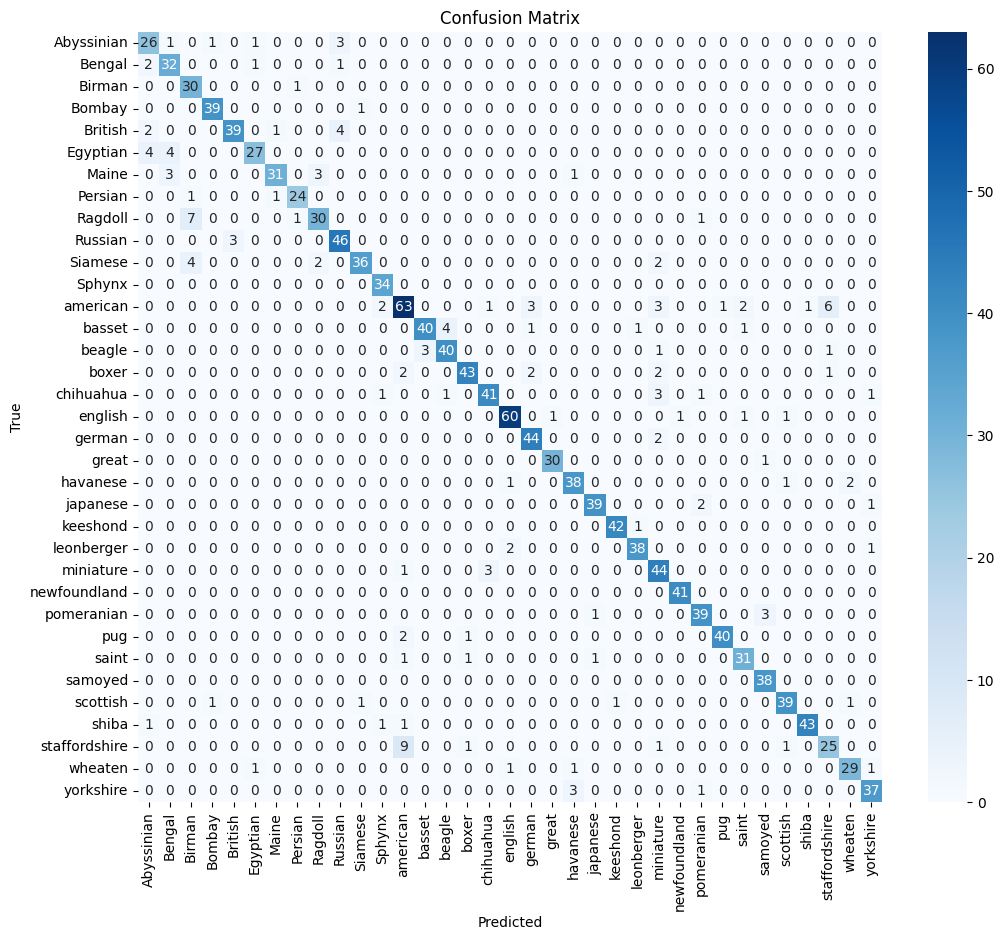 Confusion Matrix
Abyssinian 26 1 0 1 0 1 0 0 0 3 0 0 0 0 0 0 0 0 0 0 0 0 0 0 0 0 0 0 0 0 0 0 0 0 0
Bengal 2 32 0 0 0 1 0 0 0 1 0 0 0 0 0 0 0 0 0 0 0 0 0 0 0 0 0 0 0 0 0 0 0 0 0
Birman 0 0 30 0 0 0 0 1 0 0 0 0 0 0 0 0 0 0 0 0 0 0 0 0 0 0 0 0 0 0 0 0 0 0 0
Bombay 0 0 0 39 0 0 0 0 0 0 1 0 0 0 0 0 0 0 0 0 0 0 0 0 0 0 0 0 0 0 0 0 0 0 0
British 2 0 0 0 39 0 1 0 0 4 0 0 0 0 0 0 0 0 0 0 0 0 0 0 0 0 0 0 0 0 0 0 0 0 0
Egyptian 4 4 0 0 0 27 0 0 0 0 0 0 0 0 0 0 0 0 0 0 0 0 0 0 0 0 0 0 0 0 0 0 0 0 0
Maine 0 3 0 0 0 0 31 0 3 0 0 0 0 0 0 0 0 0 0 0 1 0 0 0 0 0 0 0 0 0 0 0 0 0 0
Persian 0 0 1 0 0 0 1 24 0 0 0 0 0 0 0 0 0 0 0 0 0 0 0 0 0 0 0 0 0 0 0 0 0 0 0
Ragdoll 0 0 7 0 0 0 0 1 30 0 0 0 0 0 0 0 0 0 0 0 0 0 0 0 0 0 1 0 0 0 0 0 0 0 0
Russian 0 0 0 0 3 0 0 0 0 46 0 0 0 0 0 0 0 0 0 0 0 0 0 0 0 0 0 0 0 0 0 0 0 0 0
Siamese 0 0 4 0 0 0 0 0 2 0 36 0 0 0 0 0 0 0 0 0 0 0 0 0 2 0 0 0 0 0 0 0 0 0 0
Sphynx 0 0 0 0 0 0 0 0 0 0 0 34 0 0 0 0 0 0 0 0 0 0 0 0 0 0 0 0 0 0 0 0 0 0 0
american 0 0 0 0 0 0 0 0 0 0 0 2 63 0 0 0 1 0 3 0 0 0 0 0 3 0 0 1 2 0 0 1 6 0 0
basset 0 0 0 0 0 0 0 0 0 0 0 0 0 40 4 0 0 0 1 0 0 0 0 1 0 0 0 0 1 0 0 0 0 0 0
beagle 0 0 0 0 0 0 0 0 0 0 0 0 0 3 40 0 0 0 0 0 0 0 0 0 1 0 0 0 0 0 0 0 1 0 0
boxer 0 0 0 0 0 0 0 0 0 0 0 0 2 0 0 43 0 0 2 0 0 0 0 0 2 0 0 0 0 0 0 0 1 0 0
chihuahua 0 0 0 0 0 0 0 0 0 0 0 1 0 0 1 0 41 0 0 0 0 0 0 0 3 0 1 0 0 0 0 0 0 0 1
english 0 0 0 0 0 0 0 0 0 0 0 0 0 0 0 0 0 60 0 1 0 0 0 0 0 1 0 0 1 0 1 0 0 0 0
german 0 0 0 0 0 0 0 0 0 0 0 0 0 0 0 0 0 0 44 0 0 0 0 0 2 0 0 0 0 0 0 0 0 0 0
great 0 0 0 0 0 0 0 0 0 0 0 0 0 0 0 0 0 0 0 30 0 0 0 0 0 0 0 0 0 1 0 0 0 0 0
havanese 0 0 0 0 0 0 0 0 0 0 0 0 0 0 0 0 0 1 0 0 38 0 0 0 0 0 0 0 0 0 1 0 0 2 0
japanese 0 0 0 0 0 0 0 0 0 0 0 0 0 0 0 0 0 0 0 0 0 39 0 0 0 0 2 0 0 0 0 0 0 0 1
keeshond 0 0 0 0 0 0 0 0 0 0 0 0 0 0 0 0 0 0 0 0 0 0 42 1 0 0 0 0 0 0 0 0 0 0 0
leonberger 0 0 0 0 0 0 0 0 0 0 0 0 0 0 0 0 0 2 0 0 0 0 0 38 0 0 0 0 0 0 0 0 0 0 1
miniature 0 0 0 0 0 0 0 0 0 0 0 0 1 0 0 0 3 0 0 0 0 0 0 0 44 0 0 0 0 0 0 0 0 0 0
newfoundland 0 0 0 0 0 0 0 0 0 0 0 0 0 0 0 0 0 0 0 0 0 0 0 0 0 41 0 0 0 0 0 0 0 0 0
pomeranian 0 0 0 0 0 0 0 0 0 0 0 0 0 0 0 0 0 0 0 0 0 1 0 0 0 0 39 0 0 3 0 0 0 0 0
pug 0 0 0 0 0 0 0 0 0 0 0 0 2 0 0 1 0 0 0 0 0 0 0 0 0 0 0 40 0 0 0 0 0 0 0
saint 0 0 0 0 0 0 0 0 0 0 0 0 1 0 0 1 0 0 0 0 0 1 0 0 0 0 0 0 31 0 0 0 0 0 0
samoyed 0 0 0 0 0 0 0 0 0 0 0 0 0 0 0 0 0 0 0 0 0 0 0 0 0 0 0 0 0 38 0 0 0 0 0
scottish 0 0 0 1 0 0 0 0 0 0 1 0 0 0 0 0 0 0 0 0 0 0 1 0 0 0 0 0 0 0 39 0 0 1 0
shiba 1 0 0 0 0 0 0 0 0 0 0 1 1 0 0 0 0 0 0 0 0 0 0 0 0 0 0 0 0 0 0 43 0 0 0
staffordshire 0 0 0 0 0 0 0 0 0 0 0 0 9 0 0 1 0 0 0 0 0 0 0 0 1 0 0 0 0 0 1 0 25 0 0
wheaten 0 0 0 0 0 1 0 0 0 0 0 0 0 0 0 0 0 1 0 0 1 0 0 0 0 0 0 0 0 0 0 0 0 29 1
yorkshire 0 0 0 0 0 0 0 0 0 0 0 0 0 0 0 0 0 0 0 0 3 0 0 0 0 0 1 0 0 0 0 0 0 0 37
Abyssinian Bengal Birman Bombay British Egyptian Maine Persian Ragdoll Russian Siamese Sphynx american basset beagle boxer chihuahua english german great havanese japanese keeshond leonberger miniature newfoundland pomeranian pug saint samoyed scottish shiba staffordshire wheaten yorkshire
Predicted
True
60
50
40
30
20
10
0